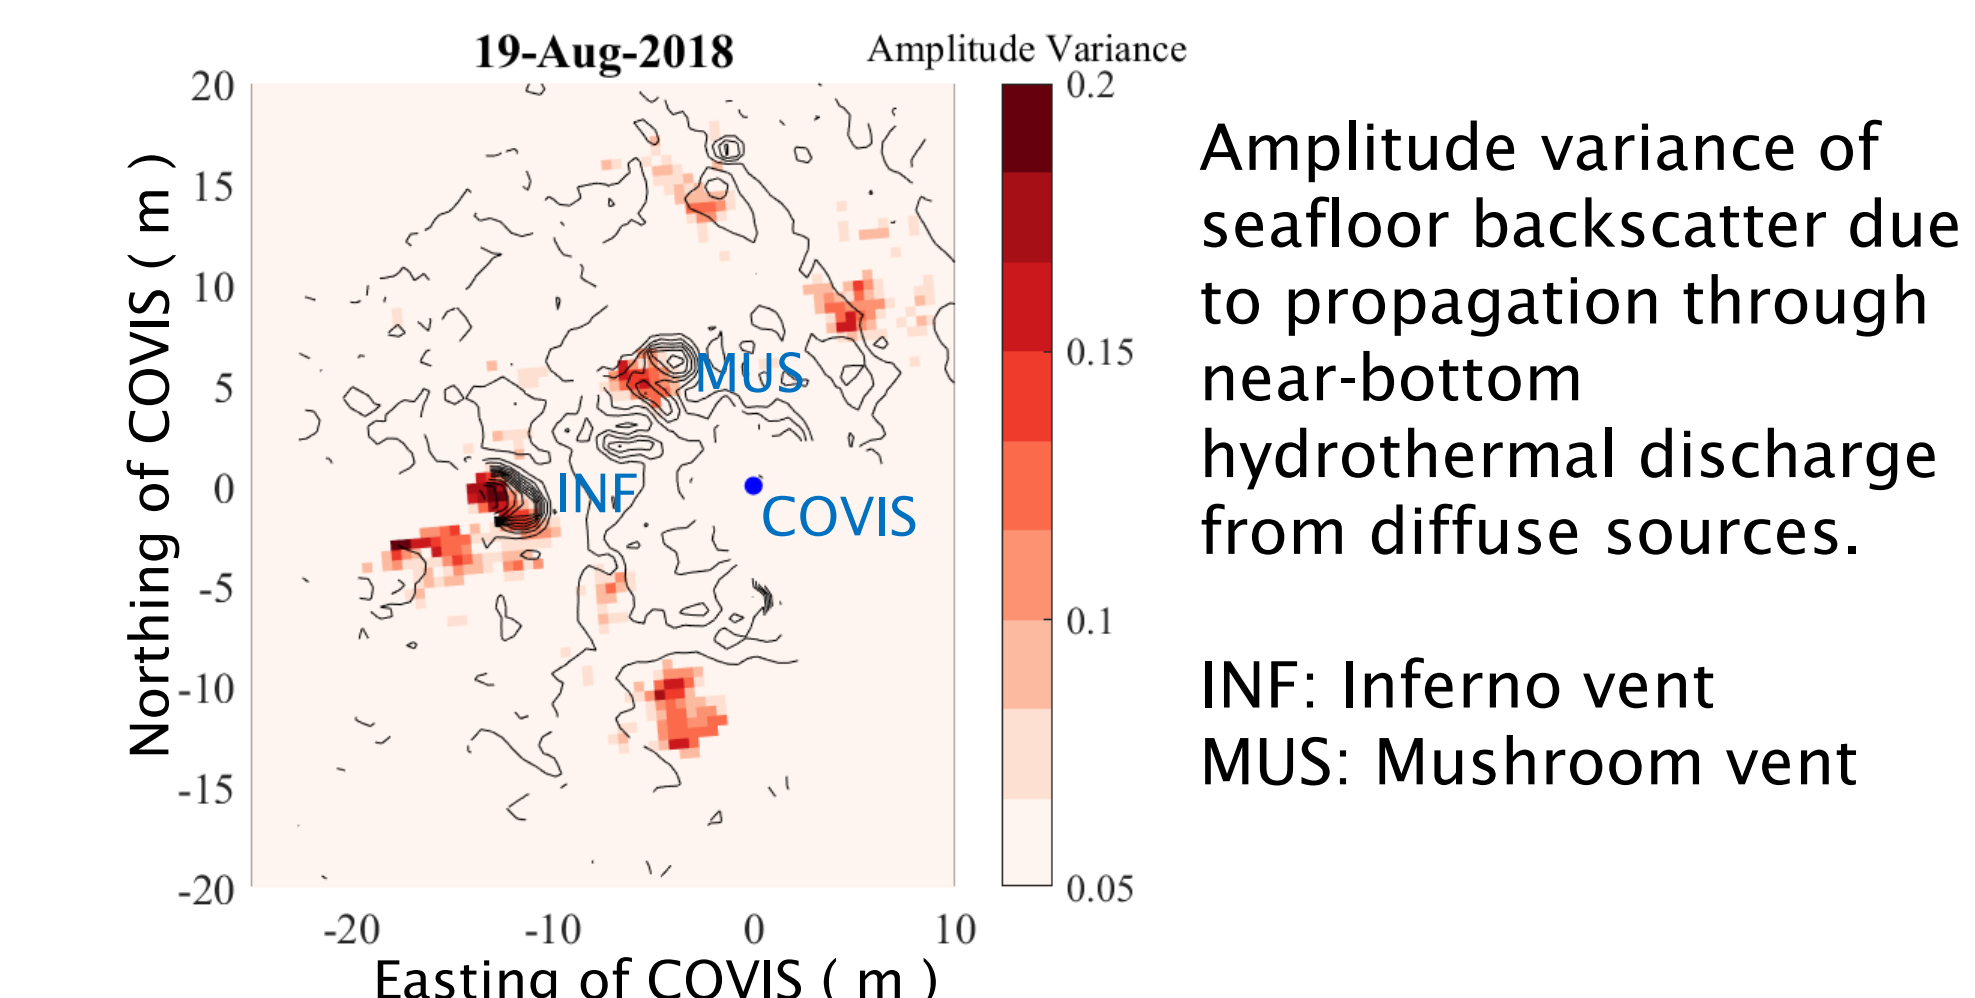 19-Aug-2018
Amplitude Variance
20
15
10
5
0
-5
-10
-15
-20
Northing of COVIS ( m )
-20
-10
0
10
Easting of COVIS ( m )
MUS
INF
COVIS
0.2
0.15
0.1
0.05
Amplitude variance of
seafloor backscatter due
to propagation through
near-bottom
hydrothermal discharge
from diffuse sources.
INF: Inferno vent
MUS: Mushroom vent